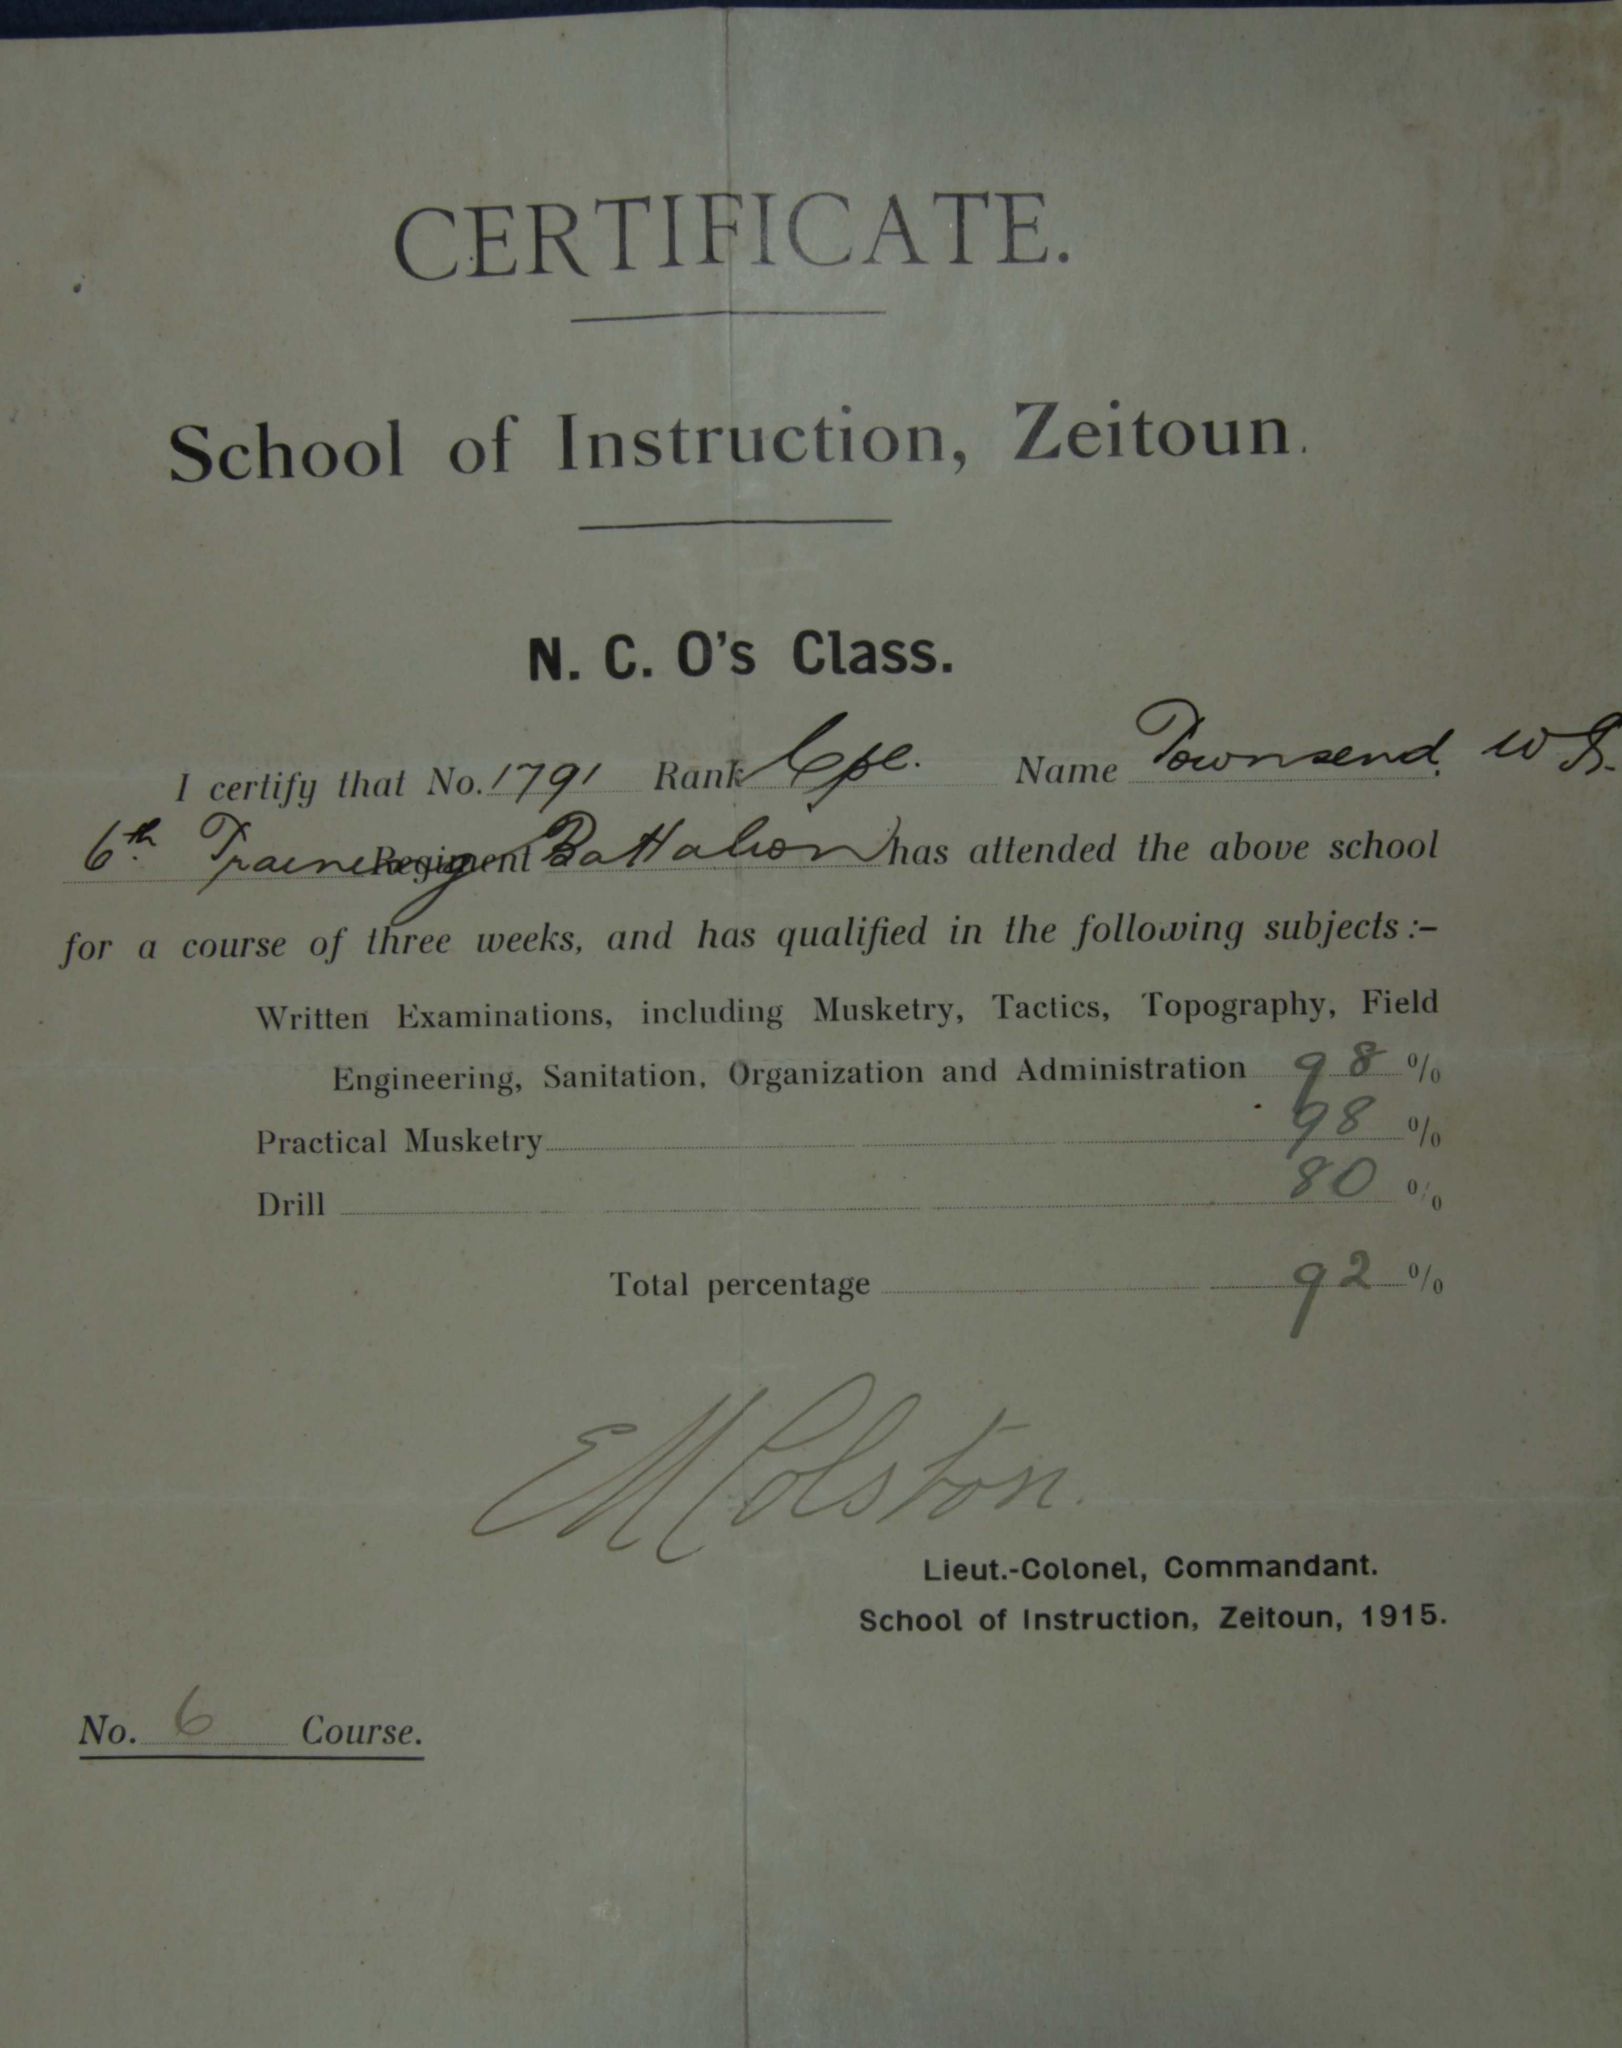 CERTIFICATE.
School of Instruction, Zeitoun.
N. C. O's Class.
I certify that No. 1791 Rank Cpl. Name Townsend, W
6th Training Regiment Battalion has attended the above school
for a course of three weeks, and has qualified in the following subjects :-
Written Examinations, including Musketry, Tactics, Topography, Field
Engineering, Sanitation, Organization and Administration 98 %
Practical Musketry 98 %
Drill 80 %
Total percentage 92 %
EMColston.
Lieut.-Colonel, Commandant.
School of Instruction, Zeitoun, 1915.
No. 6 Course.